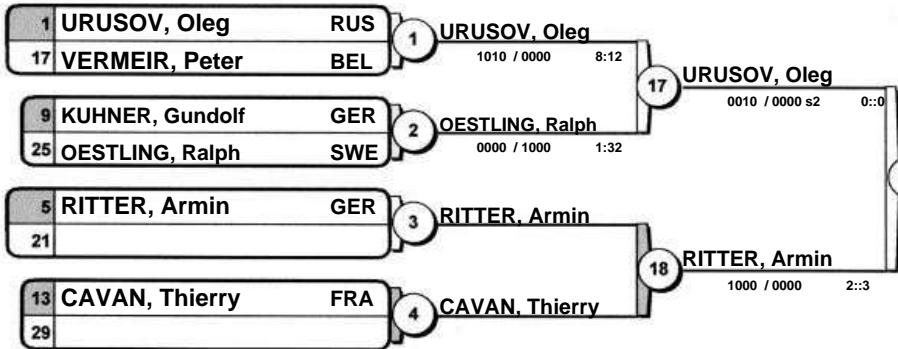 1 URUSOV, Oleg RUS
17 VERMEIR, Peter BEL
1
URUSOV, Oleg
1010 / 0000 8:12
9 KUHNER, Gundolf GER
25 OESTLING, Ralph SWE
2
OESTLING, Ralph
0000 / 1000 1:32
17
URUSOV, Oleg
0010 / 0000 s2 0::0
5 RITTER, Armin GER
21
3
RITTER, Armin
13 CAVAN, Thierry FRA
29
4
CAVAN, Thierry
18
RITTER, Armin
1000 / 0000 2::3